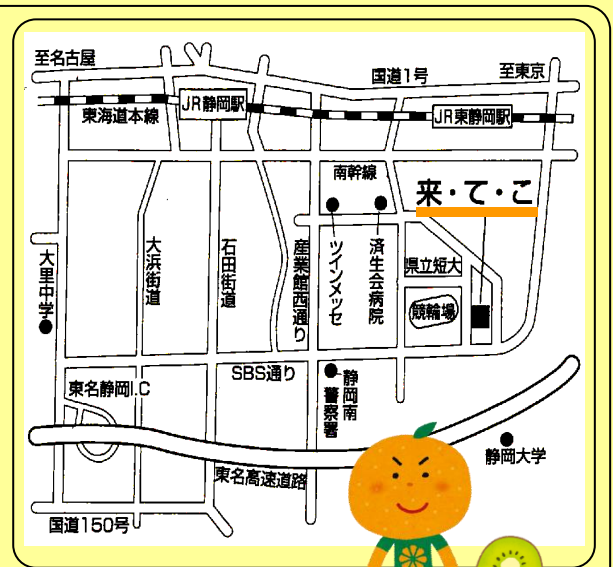 至名古屋
国道1号
至東京
JR静岡駅
東海道本線
JR東静岡駅
南幹線
来・て・こ
大里中学
大浜街道
石田街道
産業館西通り
ツインメッセ
済生会病院
県立短大
競輪場
SBS通り
静岡南警察署
東名静岡I.C
静岡大学
東名高速道路
国道150号